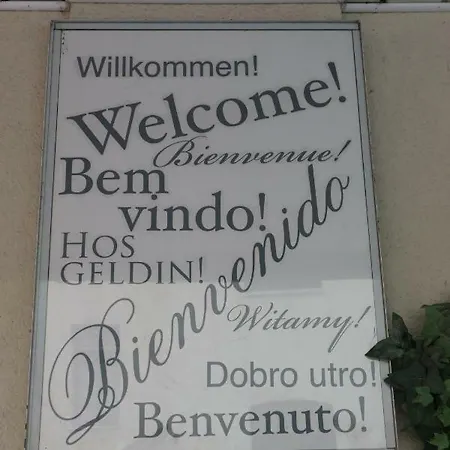 Willkommen!
Welcome!
Bienvenue!
Bem
vindo!
HOS
GELDIN!
Bienvenido
Witamy!
Dobro utro!
Benvenuto!